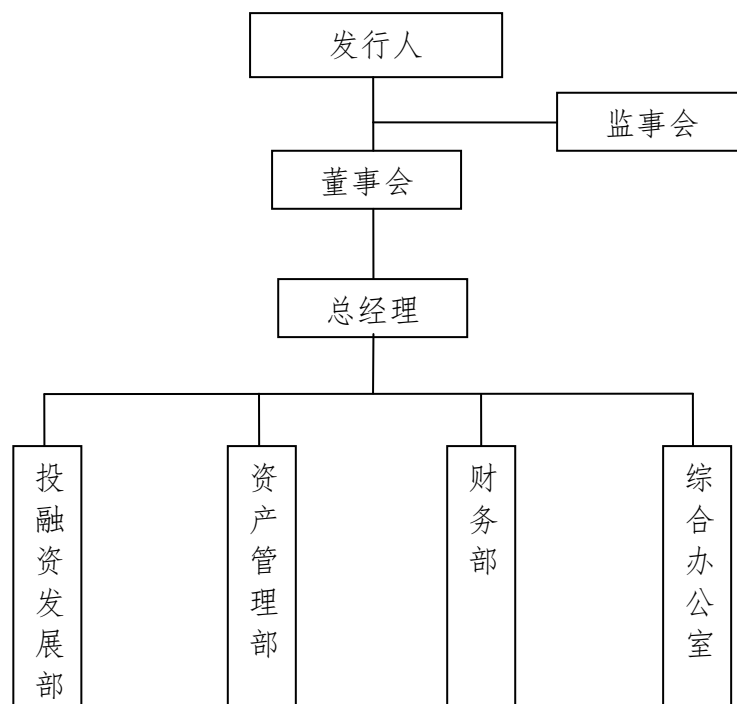 发行人
监事会
董事会
总经理
投融资发展部
资产管理部
财务部
综合办公室